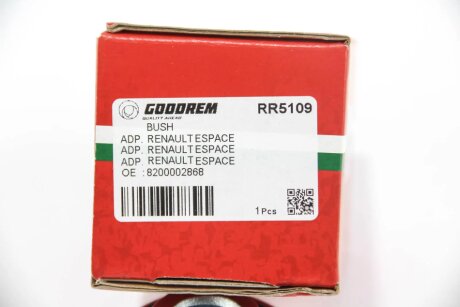 GOODREM RR5109
QUALITY AHEAD
BUSH
ADP. RENAULT ESPACE
ADP. RENAULT ESPACE
ADP. RENAULT ESPACE
OE :8200002868
1 Pcs